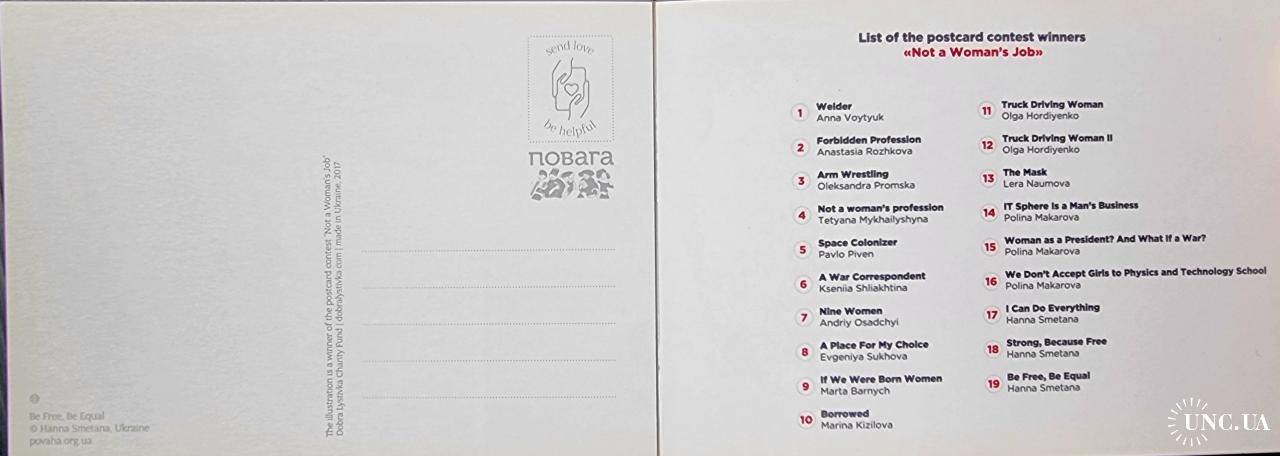 send love
be helpful
повага
The illustration is a winner of the postcard contest "Not a Woman's Job"
Dobra Lystivka Charity Fund | dobralystivka.com | made in Ukraine, 2017
19
Be Free, Be Equal
© Hanna Smetana, Ukraine
povaha.org.ua
List of the postcard contest winners
«Not a Woman's Job»
1 Welder
Anna Voytyuk
2 Forbidden Profession
Anastasia Rozhkova
3 Arm Wrestling
Oleksandra Promska
4 Not a woman's profession
Tetyana Mykhailyshyna
5 Space Colonizer
Pavlo Piven
6 A War Correspondent
Kseniia Shliakhtina
7 Nine Women
Andriy Osadchyi
8 A Place For My Choice
Evgeniya Sukhova
9 If We Were Born Women
Marta Barnych
10 Borrowed
Marina Kizilova
11 Truck Driving Woman
Olga Hordiyenko
12 Truck Driving Woman II
Olga Hordiyenko
13 The Mask
Lera Naumova
14 IT Sphere Is a Man's Business
Polina Makarova
15 Woman as a President? And What If a War?
Polina Makarova
16 We Don't Accept Girls to Physics and Technology School
Polina Makarova
17 I Can Do Everything
Hanna Smetana
18 Strong, Because Free
Hanna Smetana
19 Be Free, Be Equal
Hanna Smetana
UNC.UA